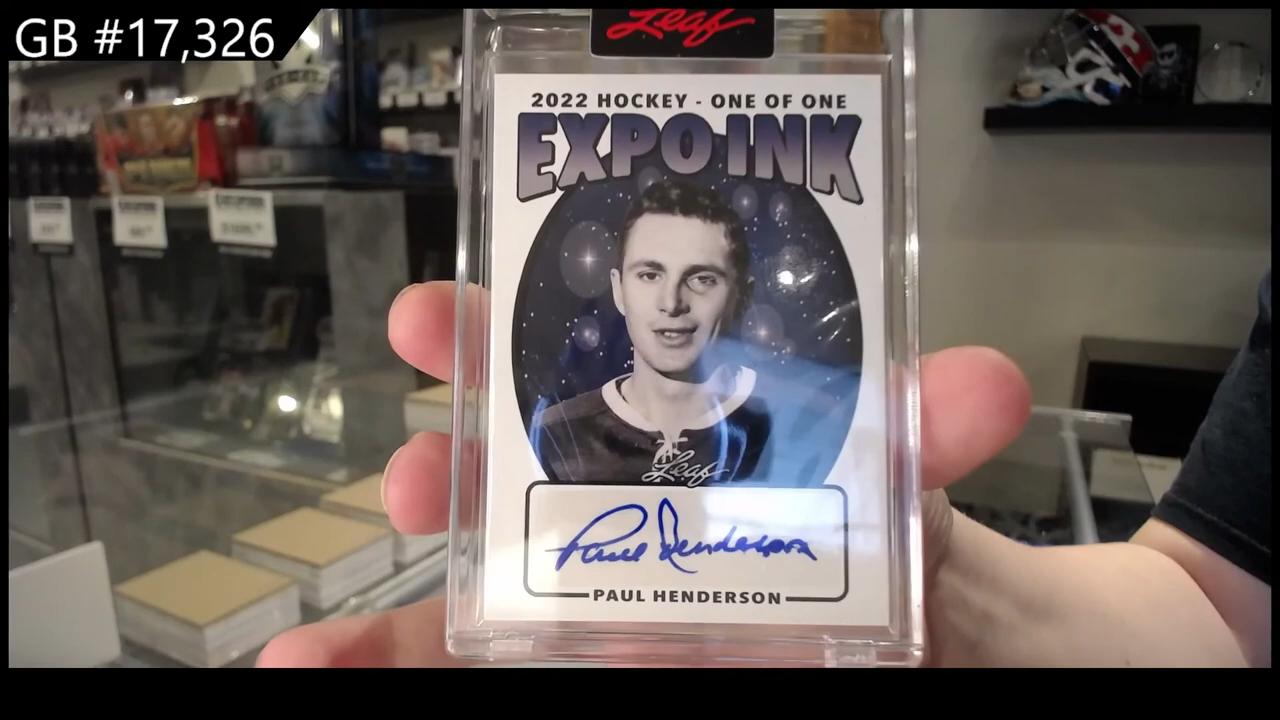 GB #17,326
Leaf
2022 HOCKEY - ONE OF ONE
EXPO INK
Leaf
Paul Henderson
PAUL HENDERSON